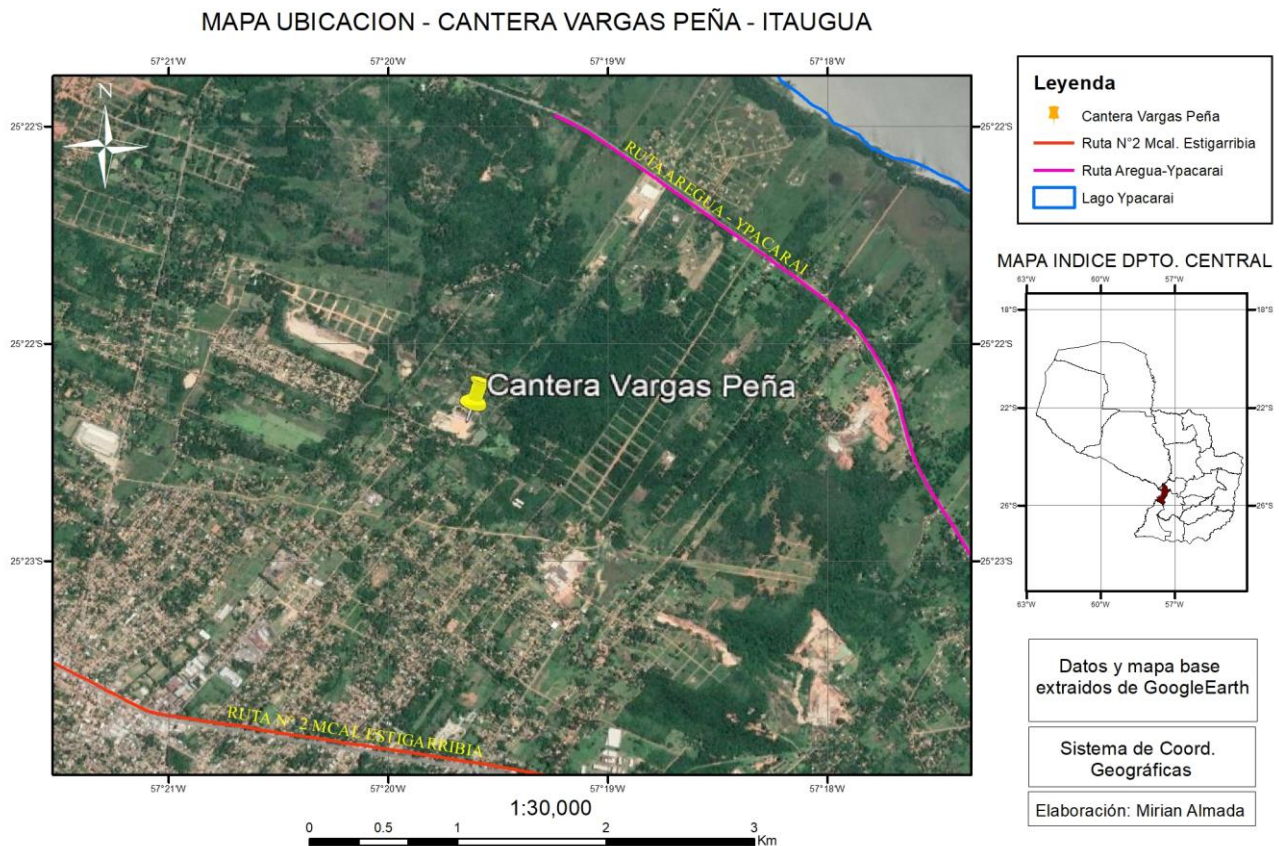 MAPA UBICACION - CANTERA VARGAS PEÑA - ITAUGUA
57°21'W 57°20'W 57°19'W 57°18'W
N
25°22'S 25°22'S
25°22'S 25°22'S
25°23'S 25°23'S
RUTA AREGUA - YPACARAI
Cantera Vargas Peña
RUTA N° 2 MCAL ESTIGARRIBIA
57°21'W 57°20'W 57°19'W 57°18'W
1:30,000
0 0.5 1 2 3
Km
Leyenda
Cantera Vargas Peña
Ruta N°2 Mcal. Estigarribia
Ruta Aregua-Ypacarai
Lago Ypacarai
MAPA INDICE DPTO. CENTRAL
63°W 60°W 57°W
18°S 18°S
22°S 22°S
26°S 26°S
63°W 60°W 57°W
Datos y mapa base
extraidos de GoogleEarth
Sistema de Coord.
Geográficas
Elaboración: Mirian Almada